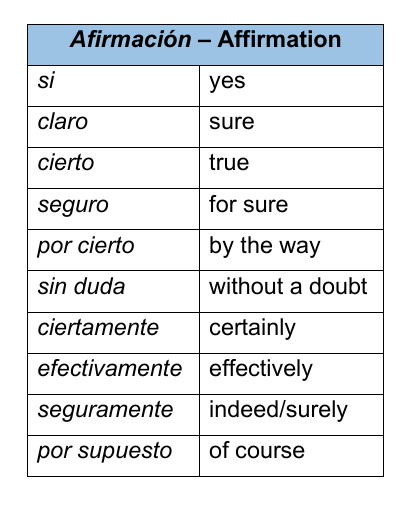 Afirmación – Affirmation
si yes
claro sure
cierto true
seguro for sure
por cierto by the way
sin duda without a doubt
ciertamente certainly
efectivamente effectively
seguramente indeed/surely
por supuesto of course